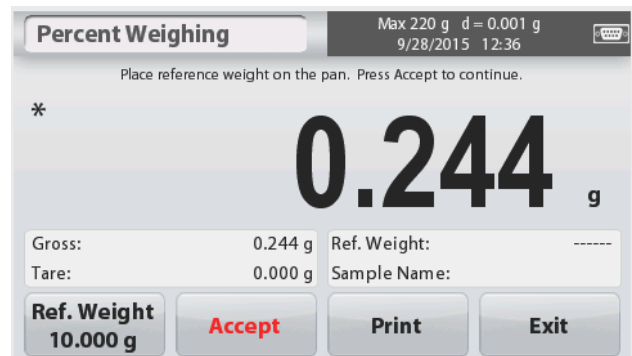 Percent Weighing
Max 220 g d = 0.001 g
9/28/2015 12:36
Place reference weight on the pan. Press Accept to continue.
*
0.244 g
Gross: 0.244 g
Tare: 0.000 g
Ref. Weight: ------
Sample Name:
Ref. Weight
10.000 g
Accept
Print
Exit